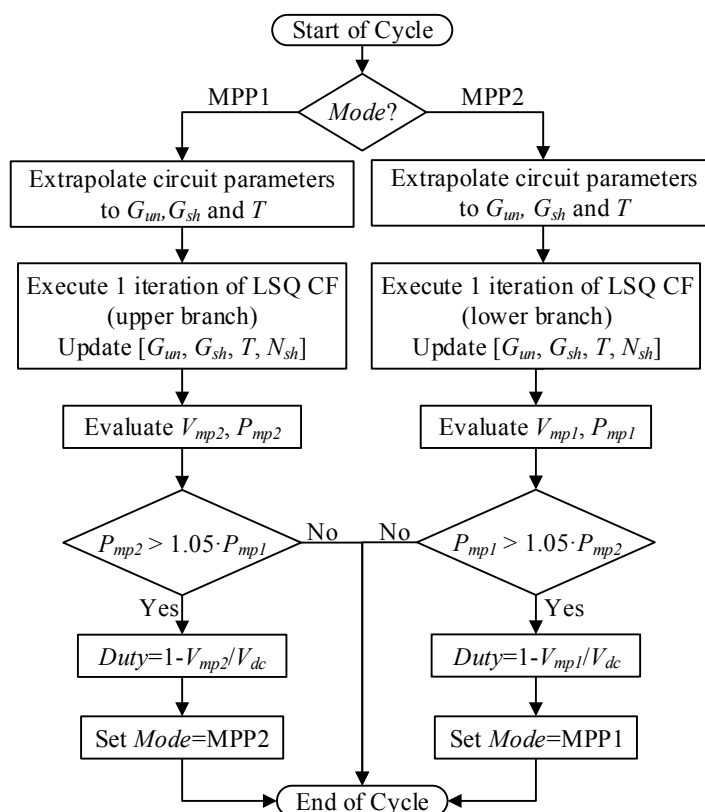 Start of Cycle
Mode?
MPP1
MPP2
Extrapolate circuit parameters
to Gun, Gsh and T
Execute 1 iteration of LSQ CF
(upper branch)
Update [Gun, Gsh, T, Nsh]
Evaluate Vmp2, Pmp2
Pmp2 > 1.05·Pmp1
No
Yes
Duty=1-Vmp2/Vdc
Set Mode=MPP2
Extrapolate circuit parameters
to Gun, Gsh and T
Execute 1 iteration of LSQ CF
(lower branch)
Update [Gun, Gsh, T, Nsh]
Evaluate Vmp1, Pmp1
Pmp1 > 1.05·Pmp2
No
Yes
Duty=1-Vmp1/Vdc
Set Mode=MPP1
End of Cycle